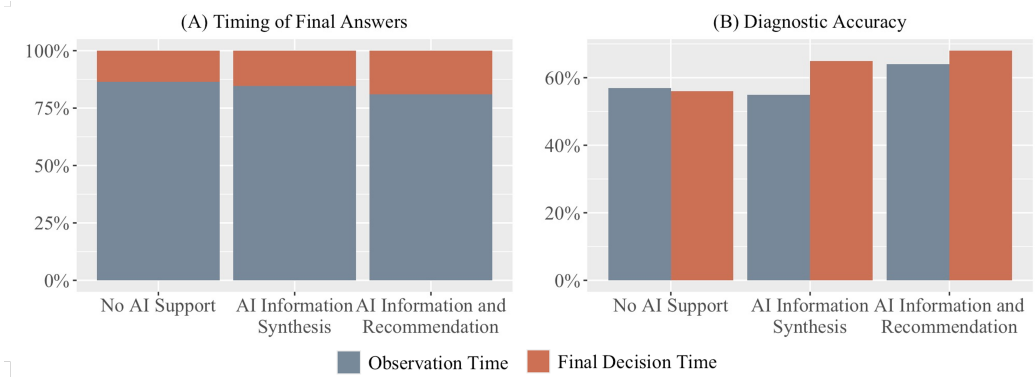 (A) Timing of Final Answers
100%
75%
50%
25%
0%
No AI Support
AI Information
Synthesis
AI Information and
Recommendation
(B) Diagnostic Accuracy
60%
40%
20%
0%
No AI Support
AI Information
Synthesis
AI Information and
Recommendation
Observation Time
Final Decision Time